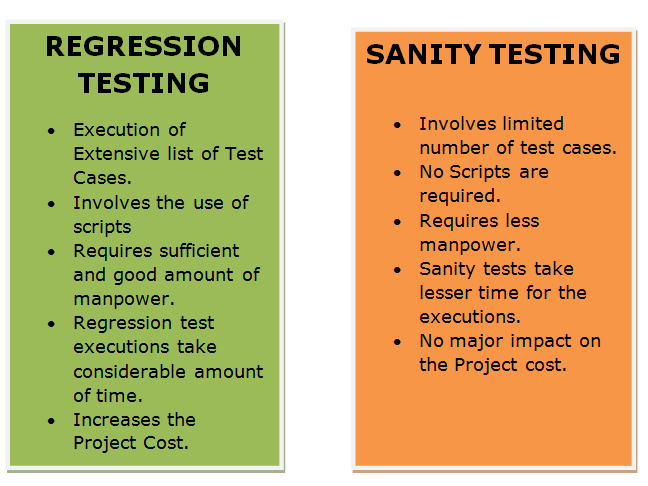 REGRESSION
TESTING
• Execution of
Extensive list of Test
Cases.
• Involves the use of
scripts
• Requires sufficient
and good amount of
manpower.
• Regression test
executions take
considerable amount
of time.
• Increases the
Project Cost.
SANITY TESTING
• Involves limited
number of test cases.
• No Scripts are
required.
• Requires less
manpower.
• Sanity tests take
lesser time for the
executions.
• No major impact on
the Project cost.